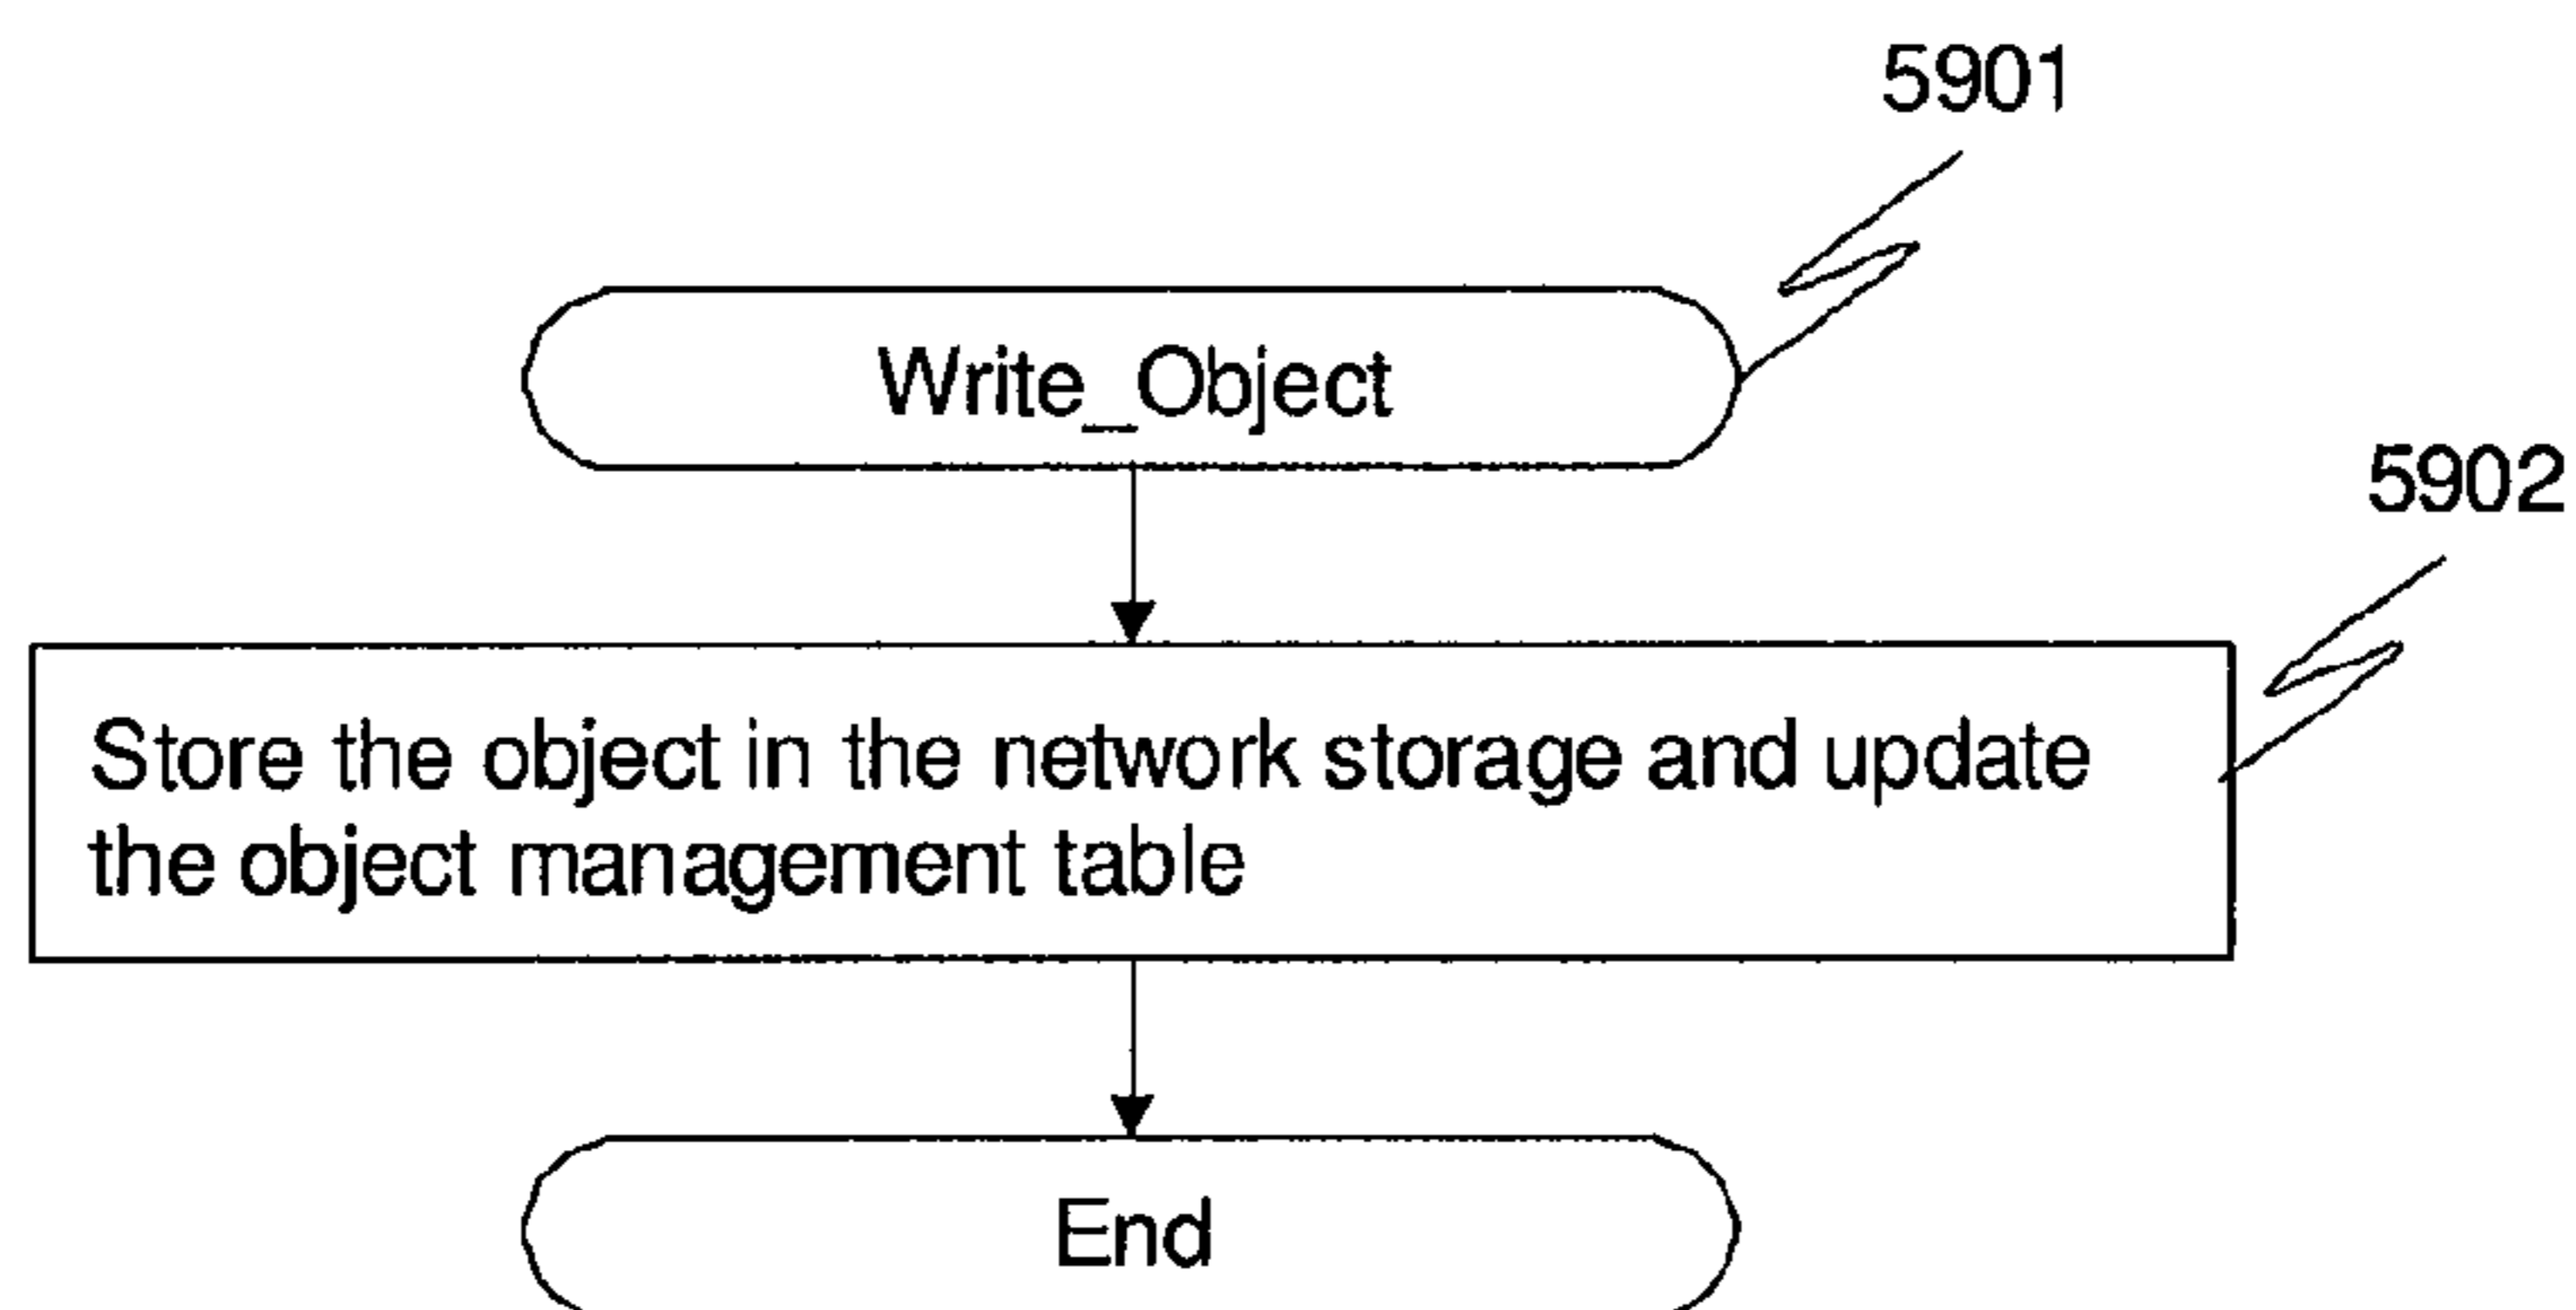 5901
Write_Object
5902
Store the object in the network storage and update
the object management table
End